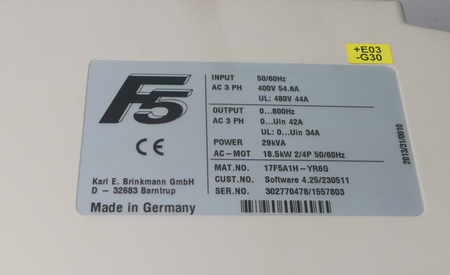 +E03
-G30
F5
INPUT 50/60Hz
AC 3 PH 400V 54.6A
UL: 480V 44A
OUTPUT 0...600Hz
AC 3 PH 0...Uin 42A
UL: 0...Uin 34A
POWER 29kVA
AC-MOT 18.5kW 2/4P 50/60Hz
MAT.NO. 17F5A1H-YR6G
CUST.NO. Software 4.25/230511
SER.NO. 302770478/1557803
2013/31/0010
CE
Karl E. Brinkmann GmbH
D - 32683 Barntrup
Made in Germany